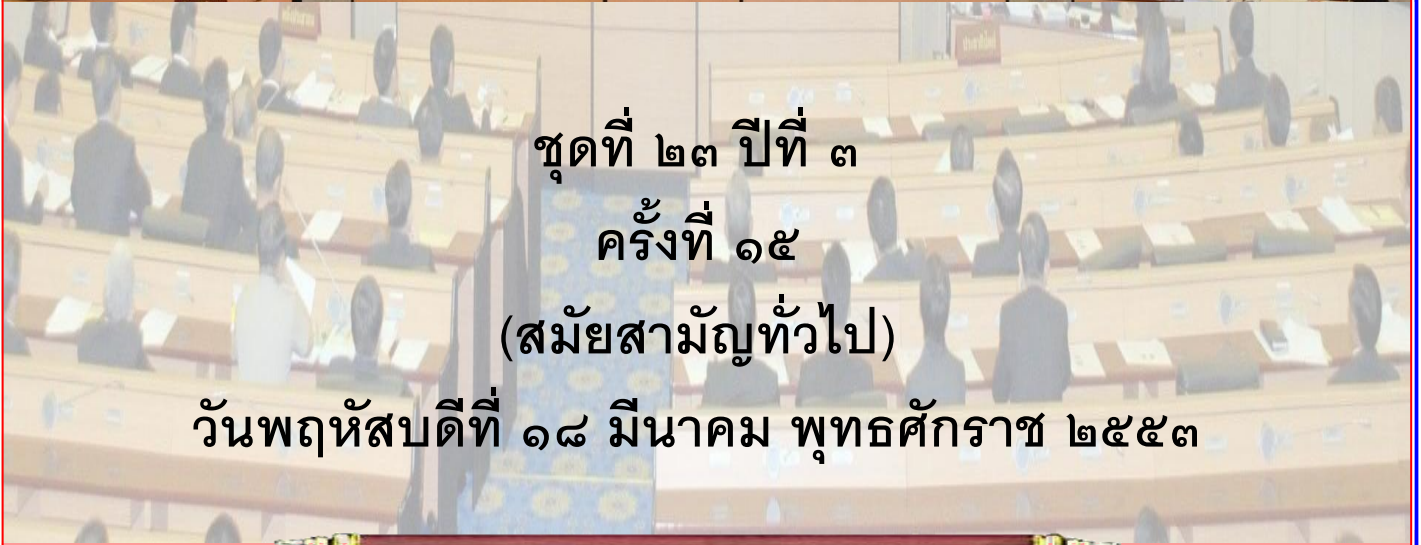 ชุดที่ ๒๓ ปีที่ ๓
ครั้งที่ ๑๕
(สมัยสามัญทั่วไป)
วันพฤหัสบดีที่ ๑๘ มีนาคม พุทธศักราช ๒๕๕๓